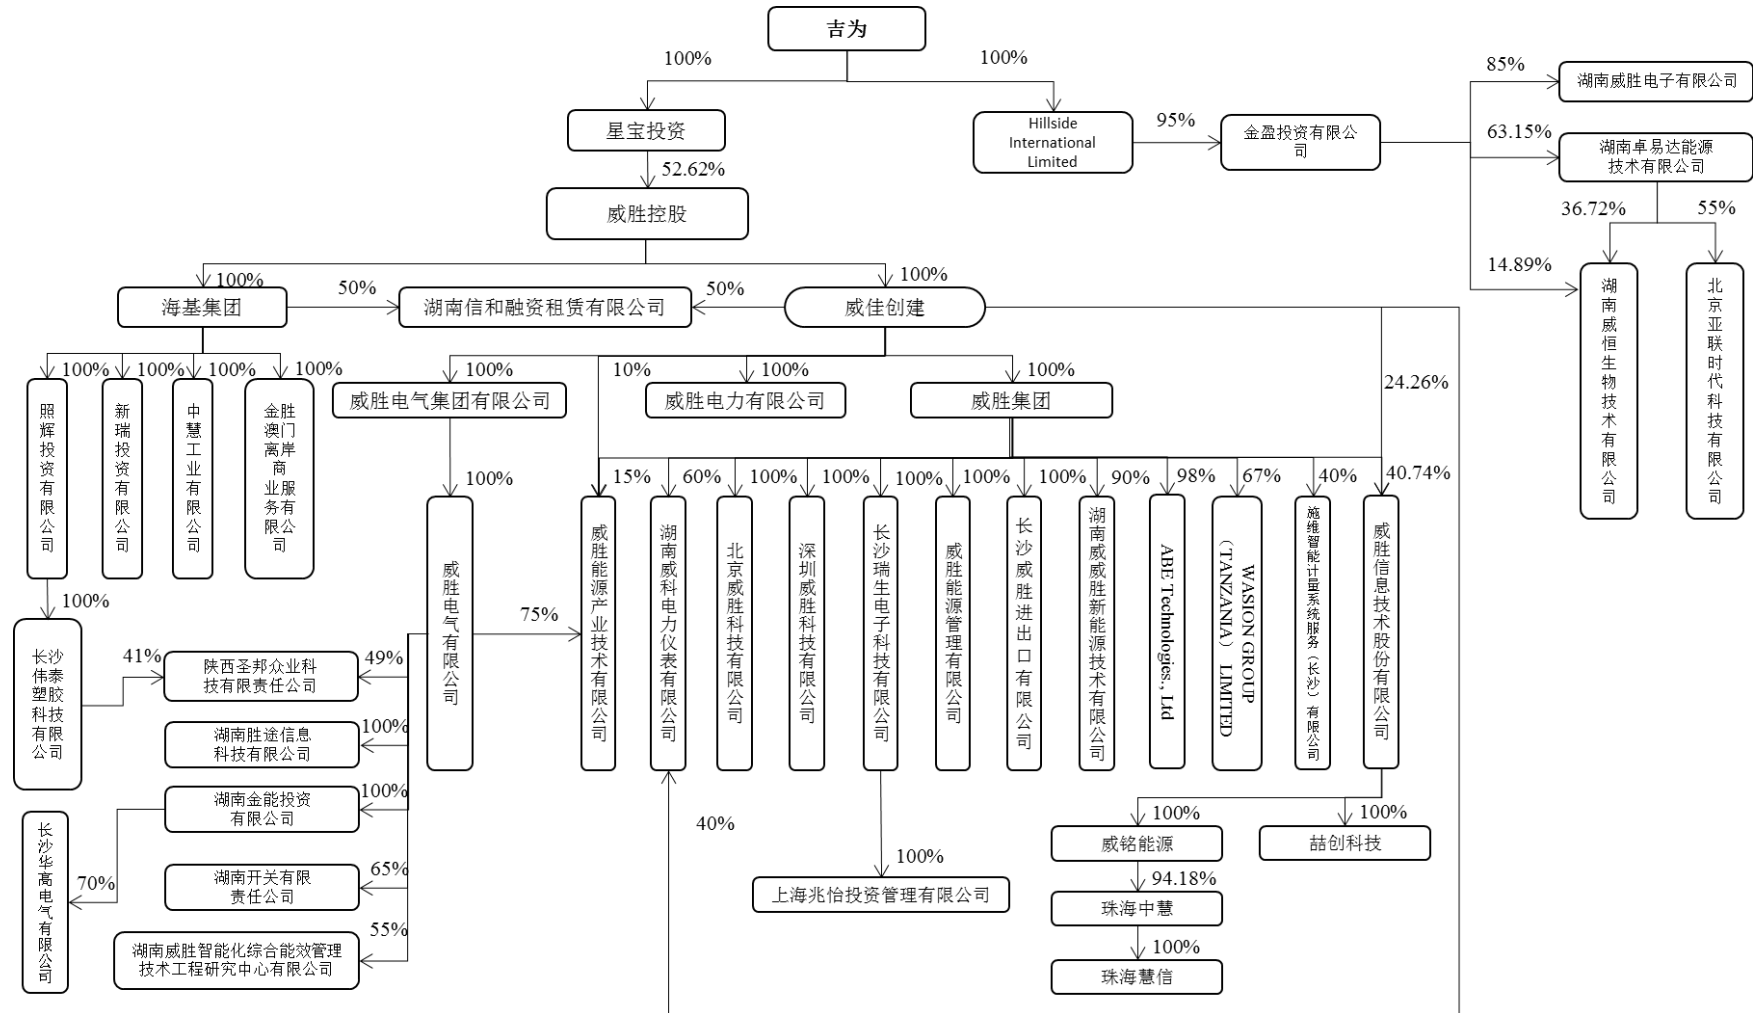 吉为
100%
100%
星宝投资
52.62%
威胜控股
Hillside
International
Limited
95%
金盈投资有限公
司
85%
湖南威胜电子有限公司
63.15%
湖南卓易达能源
技术有限公司
36.72%
55%
14.89%
湖南威恒生物技术有限公司
北京亚联时代科技有限公司
100%
100%
海基集团
50%
湖南信和融资租赁有限公司
50%
威佳创建
100%
100%
100%
100%
照辉投资有限公司
新瑞投资有限公司
中慧工业有限公司
金胜
澳门
离岸
商
业服
务有
限公
司
100%
10%
100%
100%
24.26%
威胜电气集团有限公司
威胜电力有限公司
威胜集团
100%
15%
60%
100%
100%
100%
100%
100%
90%
98%
67%
40%
40.74%
威胜电气有限公司
75%
威胜能源产业技术有限公司
湖南威科电力仪表有限公司
北京威胜科技有限公司
深圳威胜科技有限公司
长沙瑞生电子科技有限公司
威胜能源管理有限公司
长沙威胜进出口有限公司
湖南威威胜新能源技术有限公司
ABE Technologies., Ltd
WASION GROUP
（TANZANIA） LIMITED
施维智能计量系统服务（长沙）有限公司
威胜信息技术股份有限公司
100%
长沙
伟泰
塑胶
科技
有限
公司
41%
陕西圣邦众业科
技有限责任公司
49%
湖南胜途信息
科技有限公司
100%
湖南金能投资
有限公司
100%
长沙华高电气有限公司
70%
湖南开关有限
责任公司
65%
湖南威胜智能化综合能效管理
技术工程研究中心有限公司
55%
40%
100%
上海兆怡投资管理有限公司
100%
威铭能源
100%
喆创科技
94.18%
珠海中慧
100%
珠海慧信